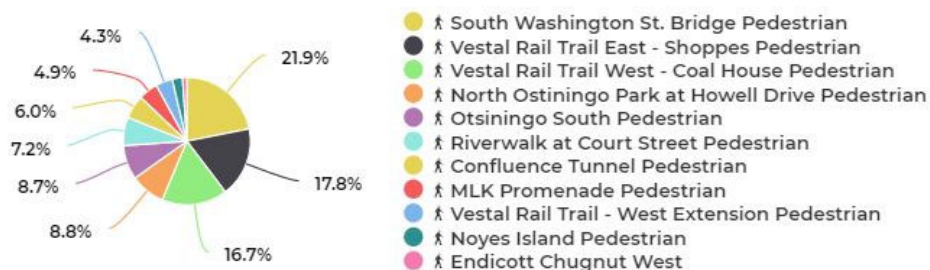 4.3%
4.9%
6.0%
7.2%
8.7%
8.8%
21.9%
17.8%
16.7%
South Washington St. Bridge Pedestrian
Vestal Rail Trail East - Shoppes Pedestrian
Vestal Rail Trail West - Coal House Pedestrian
North Ostiningo Park at Howell Drive Pedestrian
Otsiningo South Pedestrian
Riverwalk at Court Street Pedestrian
Confluence Tunnel Pedestrian
MLK Promenade Pedestrian
Vestal Rail Trail - West Extension Pedestrian
Noyes Island Pedestrian
Endicott Chugnut West